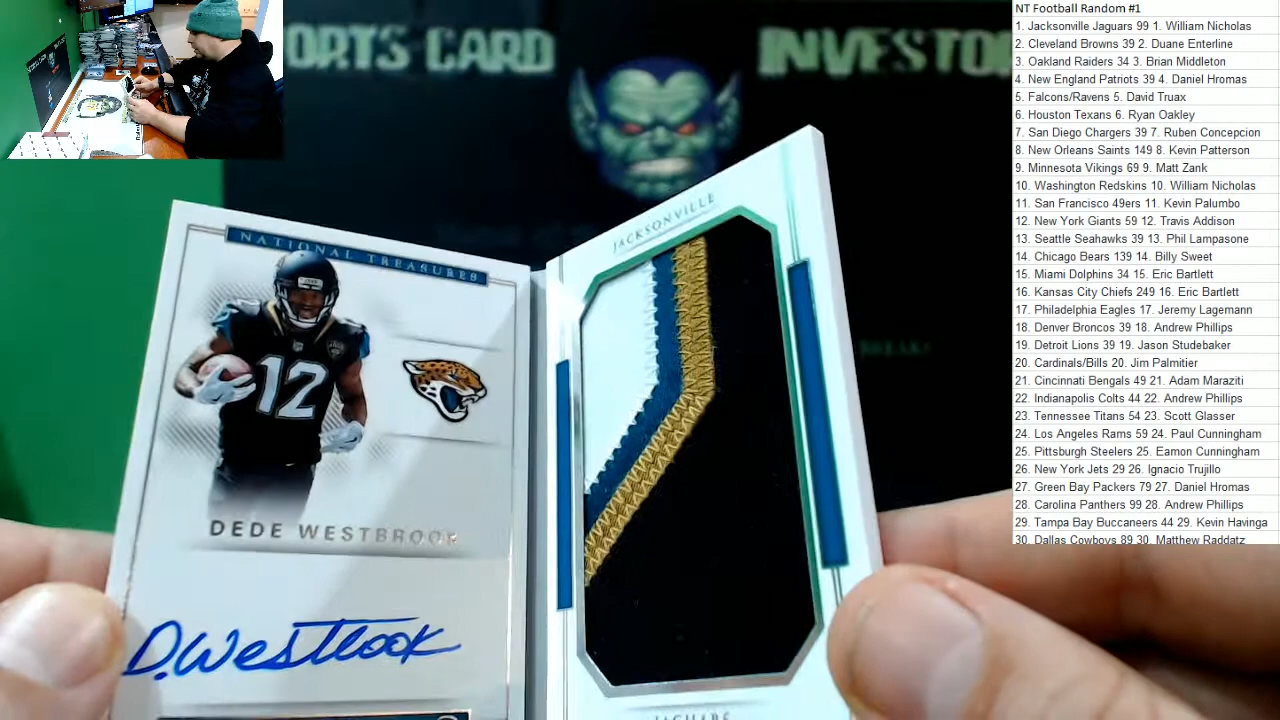 ORTS CARD INVESTO
NATIONAL TREASURES
12
DEDE WESTBROOK
D. Westbrook
JACKSONVILLE
JAGUARS
NT Football Random #1
1. Jacksonville Jaguars 99 1. William Nicholas
2. Cleveland Browns 39 2. Duane Enterline
3. Oakland Raiders 34 3. Brian Middleton
4. New England Patriots 39 4. Daniel Hromas
5. Falcons/Ravens 5. David Truax
6. Houston Texans 6. Ryan Oakley
7. San Diego Chargers 39 7. Ruben Concepcion
8. New Orleans Saints 149 8. Kevin Patterson
9. Minnesota Vikings 69 9. Matt Zank
10. Washington Redskins 10. William Nicholas
11. San Francisco 49ers 11. Kevin Palumbo
12. New York Giants 59 12. Travis Addison
13. Seattle Seahawks 39 13. Phil Lampasone
14. Chicago Bears 139 14. Billy Sweet
15. Miami Dolphins 34 15. Eric Bartlett
16. Kansas City Chiefs 249 16. Eric Bartlett
17. Philadelphia Eagles 17. Jeremy Lagemann
18. Denver Broncos 39 18. Andrew Phillips
19. Detroit Lions 39 19. Jason Studebaker
20. Cardinals/Bills 20. Jim Palmitier
21. Cincinnati Bengals 49 21. Adam Maraziti
22. Indianapolis Colts 44 22. Andrew Phillips
23. Tennessee Titans 54 23. Scott Glasser
24. Los Angeles Rams 59 24. Paul Cunningham
25. Pittsburgh Steelers 25. Eamon Cunningham
26. New York Jets 29 26. Ignacio Trujillo
27. Green Bay Packers 79 27. Daniel Hromas
28. Carolina Panthers 99 28. Andrew Phillips
29. Tampa Bay Buccaneers 44 29. Kevin Havinga
30. Dallas Cowboys 89 30. Matthew Raddatz